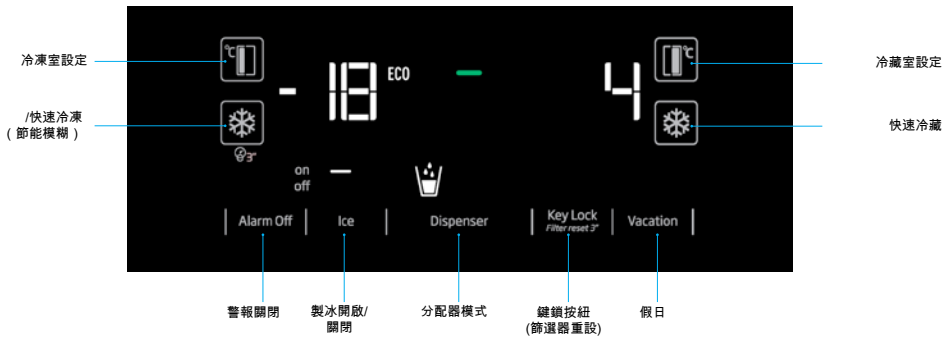 冷凍室設定
℃
- 18
ECO
4
℃
冷藏室設定
/快速冷凍
(節能模糊)
3"
快速冷藏
on
off
Alarm Off
Ice
Dispenser
Key Lock
Filter reset 3"
Vacation
警報關閉
製冰開啟/
關閉
分配器模式
鍵鎖按紐
(篩選器重設)
假日